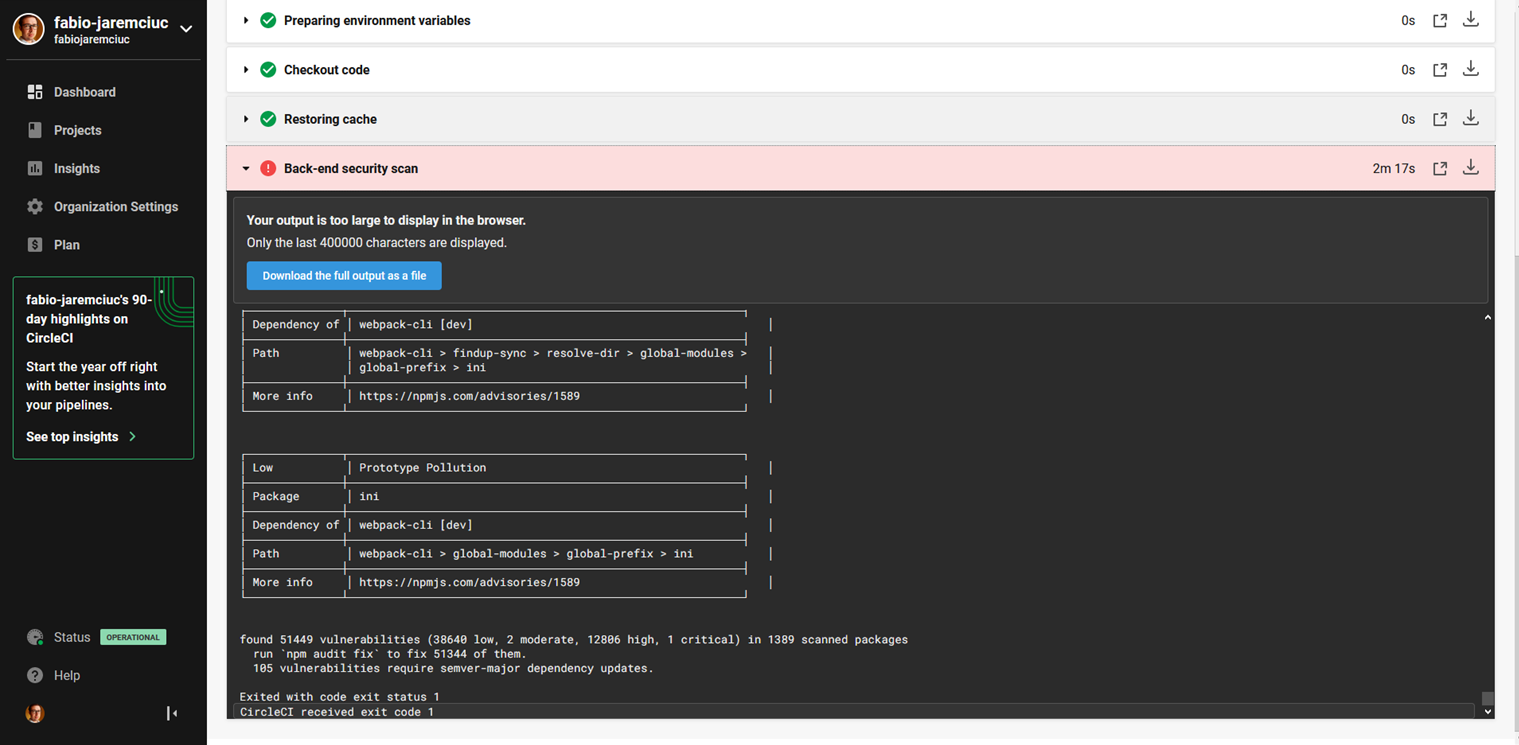 fabio-jaremciuc
fabiojaremciuc
Dashboard
Projects
Insights
Organization Settings
Plan
fabio-jaremciuc's 90-
day highlights on
CircleCI
Start the year off right
with better insights into
your pipelines.
See top insights
Status OPERATIONAL
Help
Preparing environment variables 0s
Checkout code 0s
Restoring cache 0s
Back-end security scan 2m 17s
Your output is too large to display in the browser.
Only the last 400000 characters are displayed.
Download the full output as a file
Dependency of webpack-cli [dev]
Path webpack-cli > findup-sync > resolve-dir > global-modules >
global-prefix > ini
More info https://npmjs.com/advisories/1589
Low Prototype Pollution
Package ini
Dependency of webpack-cli [dev]
Path webpack-cli > global-modules > global-prefix > ini
More info https://npmjs.com/advisories/1589
found 51449 vulnerabilities (38640 low, 2 moderate, 12806 high, 1 critical) in 1389 scanned packages
run `npm audit fix` to fix 51344 of them.
105 vulnerabilities require semver-major dependency updates.
Exited with code exit status 1
CircleCI received exit code 1